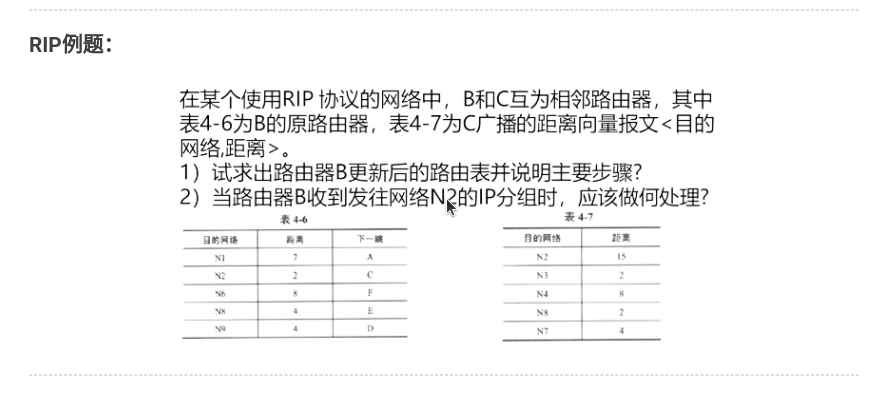 RIP例题：
在某个使用RIP 协议的网络中，B和C互为相邻路由器，其中
表4-6为B的原路由器，表4-7为C广播的距离向量报文<目的
网络,距离>。
1）试求出路由器B更新后的路由表并说明主要步骤?
2）当路由器B收到发往网络N2的IP分组时，应该做何处理?
表 4-6
目的网络 距离 下一跳
N1 7 A
N2 2 C
N6 8 F
N8 4 E
N9 4 D
表 4-7
目的网络 距离
N2 15
N3 2
N4 8
N8 2
N7 4